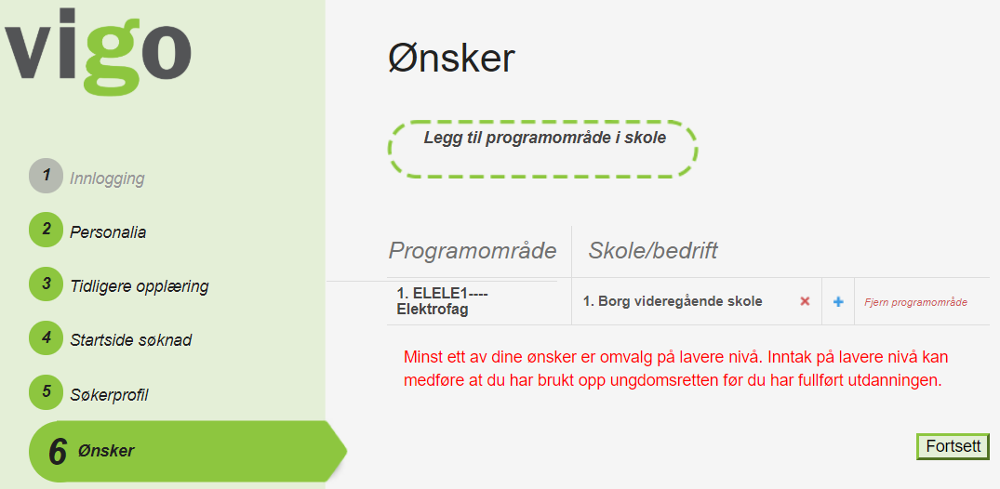 vigo
1 Innlogging
2 Personalia
3 Tidligere opplæring
4 Startside søknad
5 Søkerprofil
6 Ønsker
Ønsker
Legg til programområde i skole
Programområde Skole/bedrift
1. ELELE1----
Elektrofag
1. Borg videregående skole
Fjern programområde
Minst ett av dine ønsker er omvalg på lavere nivå. Inntak på lavere nivå kan
medføre at du har brukt opp ungdomsretten før du har fullført utdanningen.
Fortsett